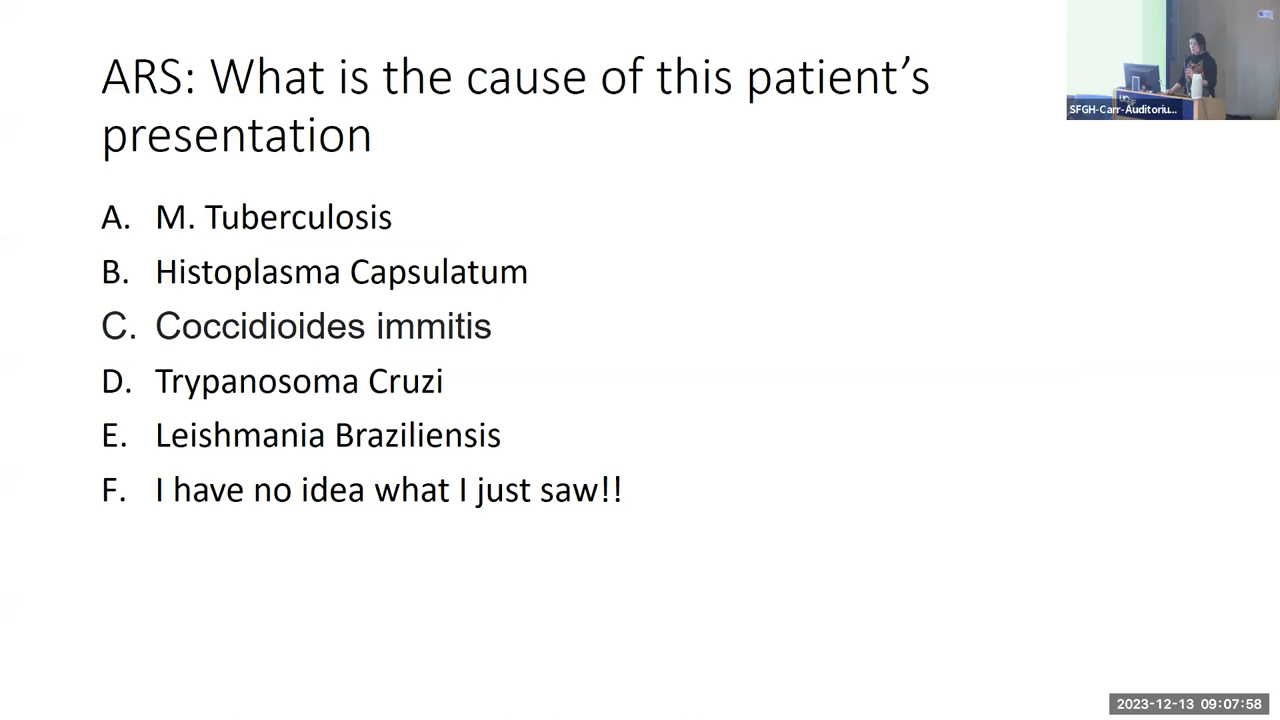 ARS: What is the cause of this patient’s
presentation
A. M. Tuberculosis
B. Histoplasma Capsulatum
C. Coccidioides immitis
D. Trypanosoma Cruzi
E. Leishmania Braziliensis
F. I have no idea what I just saw!!
SFGH-Carr-Auditoriu...
2023-12-13 09:07:58